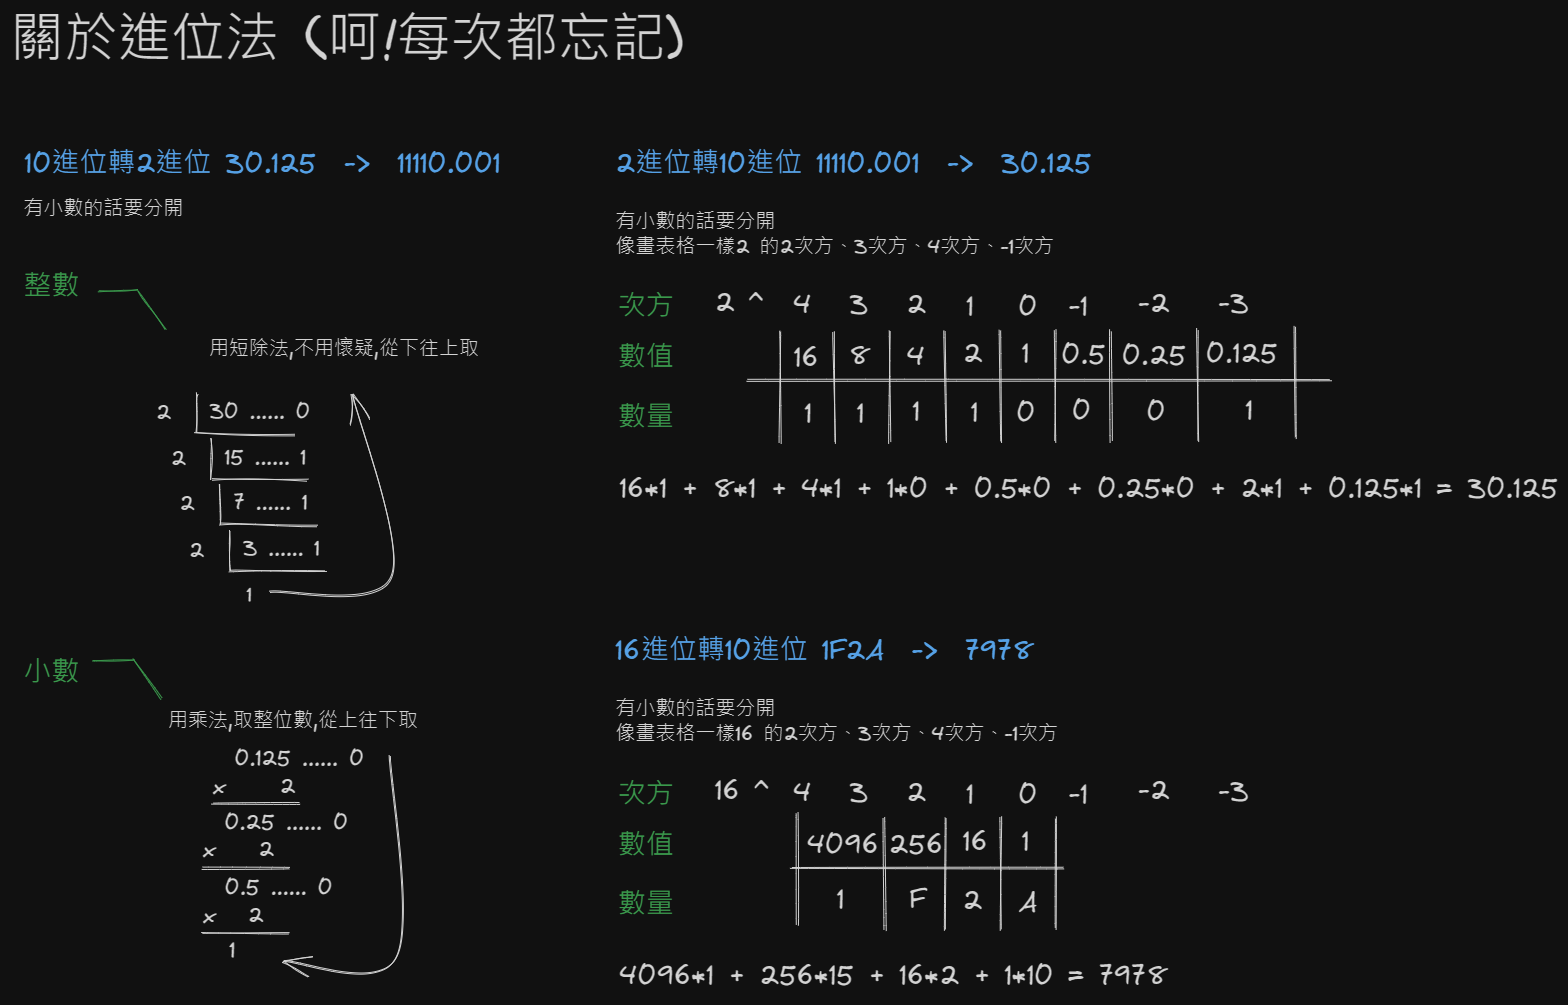 關於進位法 (呵!每次都忘記)
10進位轉2進位 30.125 -> 11110.001
有小數的話要分開
整數
用短除法,不用懷疑,從下往上取
2 30 ...... 0
2 15 ...... 1
2 7 ...... 1
2 3 ...... 1
1
小數
用乘法,取整位數,從上往下取
0.125 ...... 0
x 2
0.25 ...... 0
x 2
0.5 ...... 0
x 2
1
2進位轉10進位 11110.001 -> 30.125
有小數的話要分開
像畫表格一樣2 的2次方、3次方、4次方、-1次方
次方 2 ^ 4 3 2 1 0 -1 -2 -3
數值 16 8 4 2 1 0.5 0.25 0.125
數量 1 1 1 1 0 0 0 1
16*1 + 8*1 + 4*1 + 1*0 + 0.5*0 + 0.25*0 + 2*1 + 0.125*1 = 30.125
16進位轉10進位 1F2A -> 7978
有小數的話要分開
像畫表格一樣16 的2次方、3次方、4次方、-1次方
次方 16 ^ 4 3 2 1 0 -1 -2 -3
數值 4096 256 16 1
數量 1 F 2 A
4096*1 + 256*15 + 16*2 + 1*10 = 7978